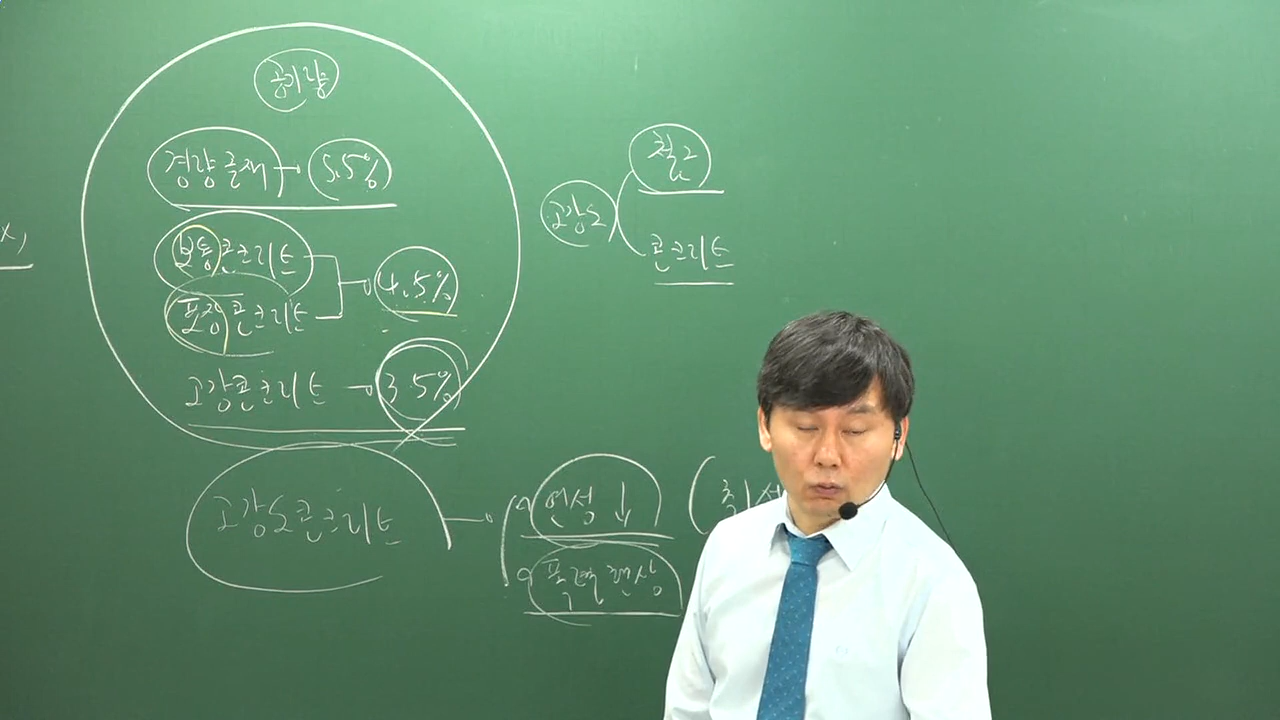 공기량
경량골재 → 5.5%
보통콘크리트
포장콘크리트
4.5%
고강콘크리트 → 3.5%
고강도
철근
콘크리트
고강도콘크리트
연성↓
폭렬현상
x,